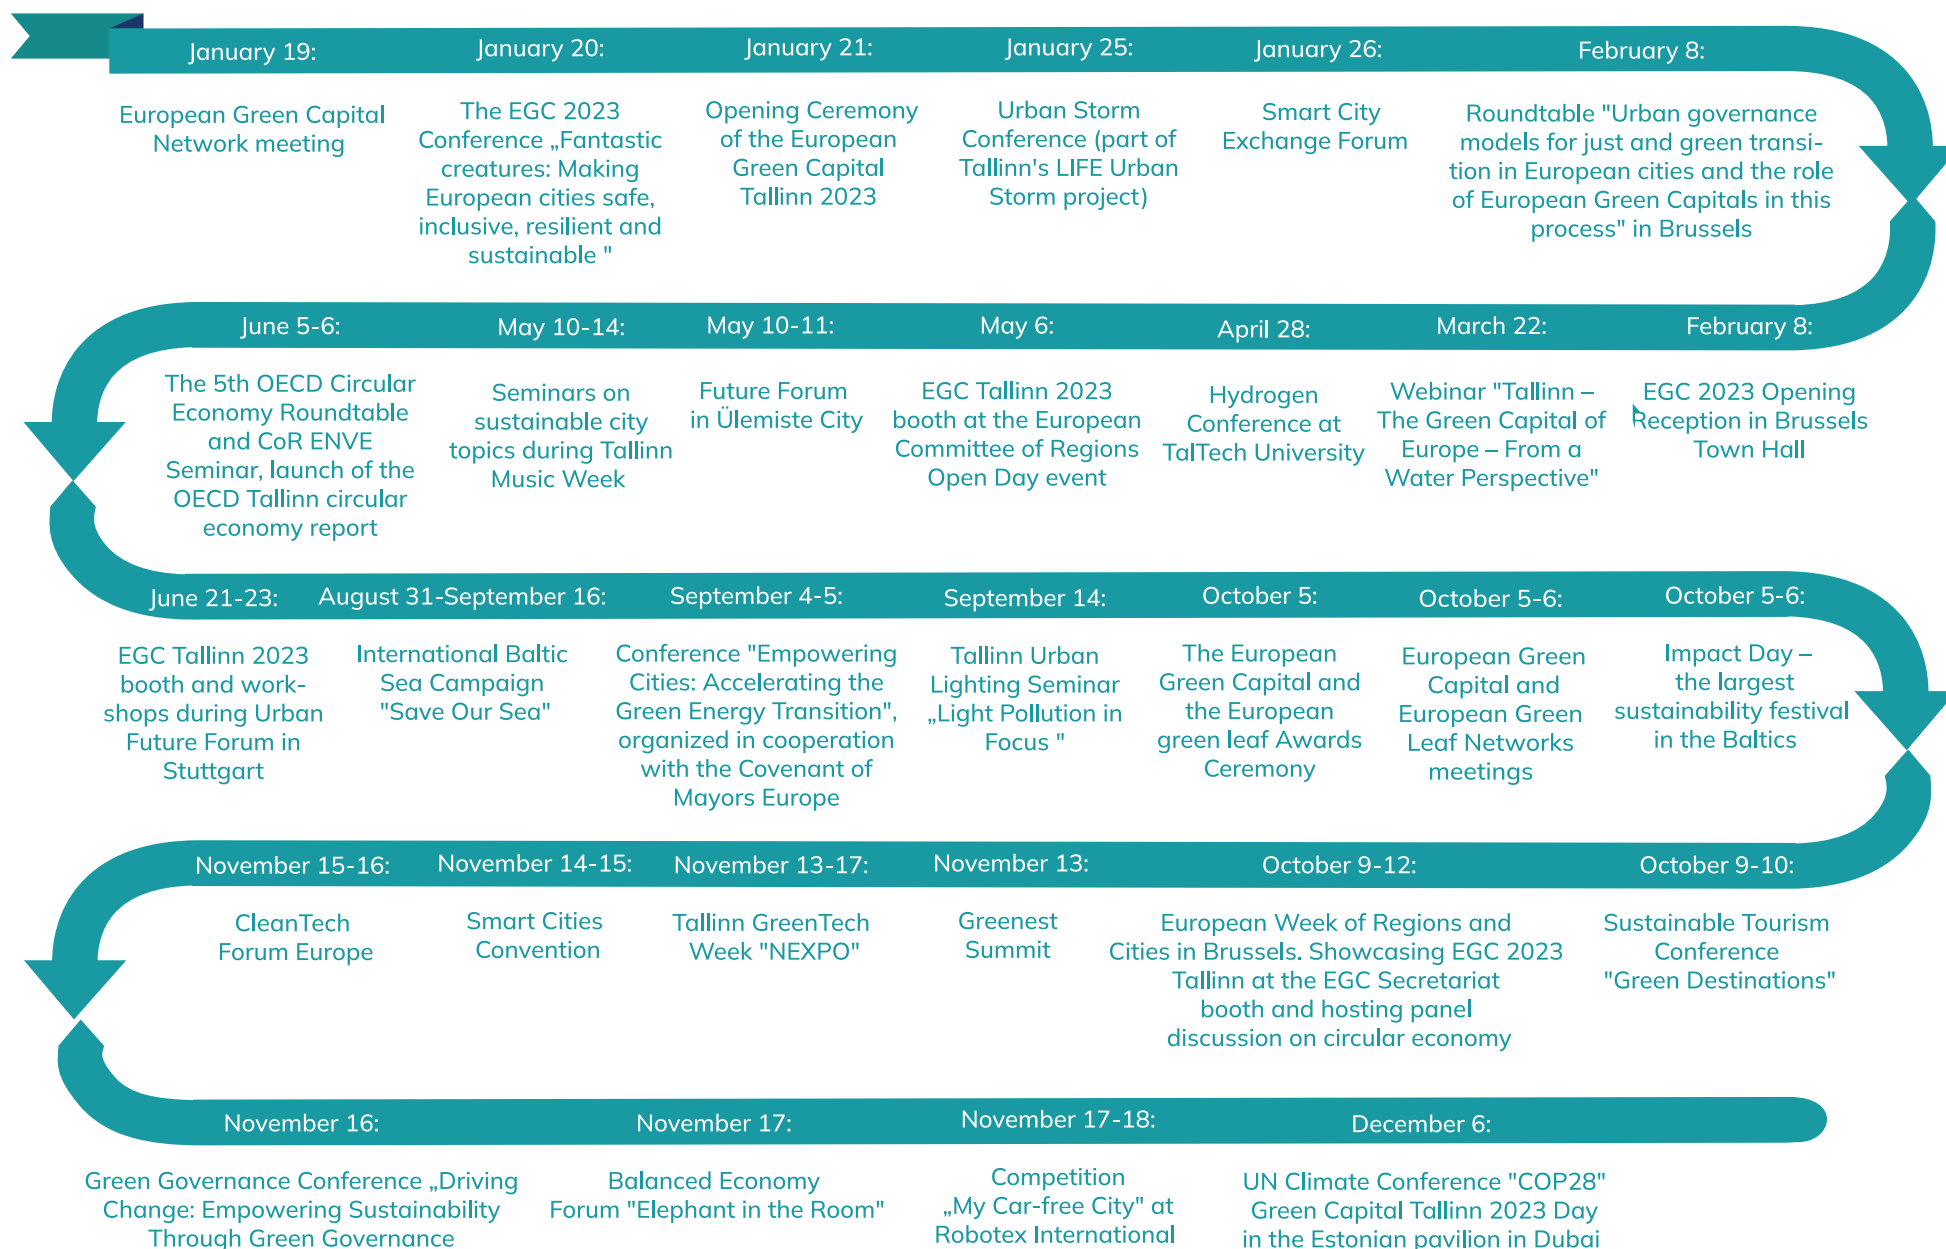 January 19:
European Green Capital
Network meeting
January 20:
The EGC 2023
Conference „Fantastic
creatures: Making
European cities safe,
inclusive, resilient and
sustainable "
January 21:
Opening Ceremony
of the European
Green Capital
Tallinn 2023
January 25:
Urban Storm
Conference (part of
Tallinn's LIFE Urban
Storm project)
January 26:
Smart City
Exchange Forum
February 8:
Roundtable "Urban governance
models for just and green transi-
tion in European cities and the role
of European Green Capitals in this
process" in Brussels
February 8:
EGC 2023 Opening
Reception in Brussels
Town Hall
March 22:
Webinar "Tallinn –
The Green Capital of
Europe – From a
Water Perspective"
April 28:
Hydrogen
Conference at
TalTech University
May 6:
EGC Tallinn 2023
booth at the European
Committee of Regions
Open Day event
May 10-11:
Future Forum
in Ülemiste City
May 10-14:
Seminars on
sustainable city
topics during Tallinn
Music Week
June 5-6:
The 5th OECD Circular
Economy Roundtable
and CoR ENVE
Seminar, launch of the
OECD Tallinn circular
economy report
June 21-23:
EGC Tallinn 2023
booth and work-
shops during Urban
Future Forum in
Stuttgart
August 31-September 16:
International Baltic
Sea Campaign
"Save Our Sea"
September 4-5:
Conference "Empowering
Cities: Accelerating the
Green Energy Transition",
organized in cooperation
with the Covenant of
Mayors Europe
September 14:
Tallinn Urban
Lighting Seminar
„Light Pollution in
Focus "
October 5:
The European
Green Capital and
the European
green leaf Awards
Ceremony
October 5-6:
European Green
Capital and
European Green
Leaf Networks
meetings
October 5-6:
Impact Day –
the largest
sustainability festival
in the Baltics
October 9-10:
Sustainable Tourism
Conference
"Green Destinations"
October 9-12:
European Week of Regions and
Cities in Brussels. Showcasing EGC 2023
Tallinn at the EGC Secretariat
booth and hosting panel
discussion on circular economy
November 13:
Greenest
Summit
November 13-17:
Tallinn GreenTech
Week "NEXPO"
November 14-15:
Smart Cities
Convention
November 15-16:
CleanTech
Forum Europe
November 16:
Green Governance Conference „Driving
Change: Empowering Sustainability
Through Green Governance
November 17:
Balanced Economy
Forum "Elephant in the Room"
November 17-18:
Competition
„My Car-free City" at
Robotex International
December 6:
UN Climate Conference "COP28"
Green Capital Tallinn 2023 Day
in the Estonian pavilion in Dubai